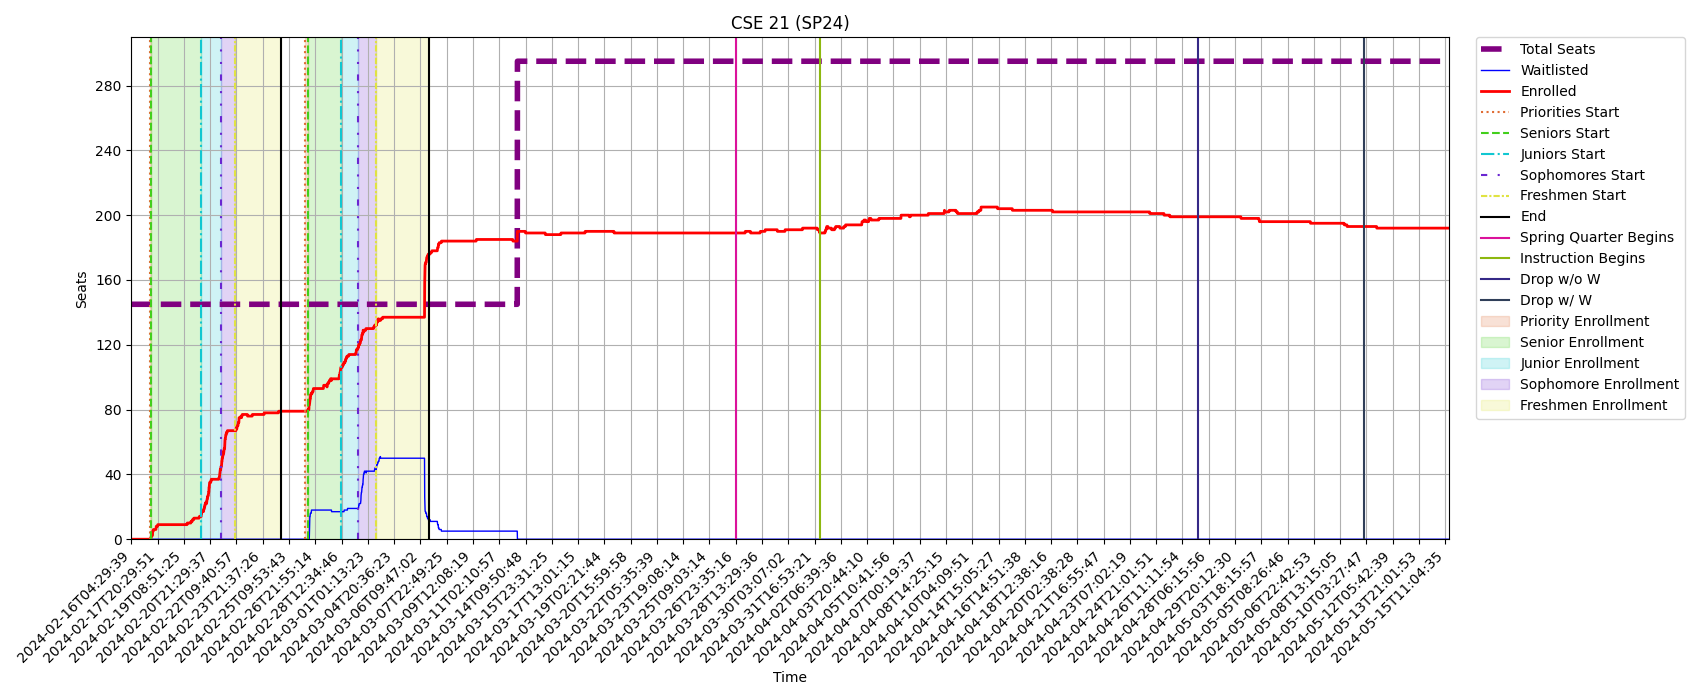 CSE 21 (SP24)
Seats
280
240
200
160
120
80
40
0
2024-02-16T04:29:39
2024-02-17T20:29:51
2024-02-19T08:51:25
2024-02-20T21:29:37
2024-02-22T09:40:57
2024-02-23T21:37:26
2024-02-25T09:53:43
2024-02-26T21:55:14
2024-02-28T12:34:46
2024-03-01T01:13:23
2024-03-04T20:36:23
2024-03-06T09:47:02
2024-03-07T22:49:25
2024-03-09T12:08:19
2024-03-11T02:10:57
2024-03-14T09:50:48
2024-03-15T23:31:25
2024-03-17T13:01:15
2024-03-19T02:21:44
2024-03-20T15:59:58
2024-03-22T05:35:39
2024-03-23T19:08:14
2024-03-25T09:03:14
2024-03-26T23:35:16
2024-03-28T13:29:36
2024-03-30T03:07:02
2024-03-31T16:53:21
2024-04-02T06:39:36
2024-04-03T20:44:10
2024-04-05T10:41:56
2024-04-07T00:19:37
2024-04-08T14:25:15
2024-04-10T04:09:51
2024-04-14T15:05:27
2024-04-16T14:51:38
2024-04-18T12:38:16
2024-04-20T02:38:28
2024-04-21T16:55:47
2024-04-23T07:02:19
2024-04-24T21:01:51
2024-04-26T11:11:54
2024-04-28T06:15:56
2024-04-29T20:12:30
2024-05-03T18:15:57
2024-05-05T08:26:46
2024-05-06T22:42:53
2024-05-08T13:15:05
2024-05-10T03:27:47
2024-05-12T05:42:39
2024-05-13T21:01:53
2024-05-15T11:04:35
Time
Total Seats
Waitlisted
Enrolled
Priorities Start
Seniors Start
Juniors Start
Sophomores Start
Freshmen Start
End
Spring Quarter Begins
Instruction Begins
Drop w/o W
Drop w/ W
Priority Enrollment
Senior Enrollment
Junior Enrollment
Sophomore Enrollment
Freshmen Enrollment